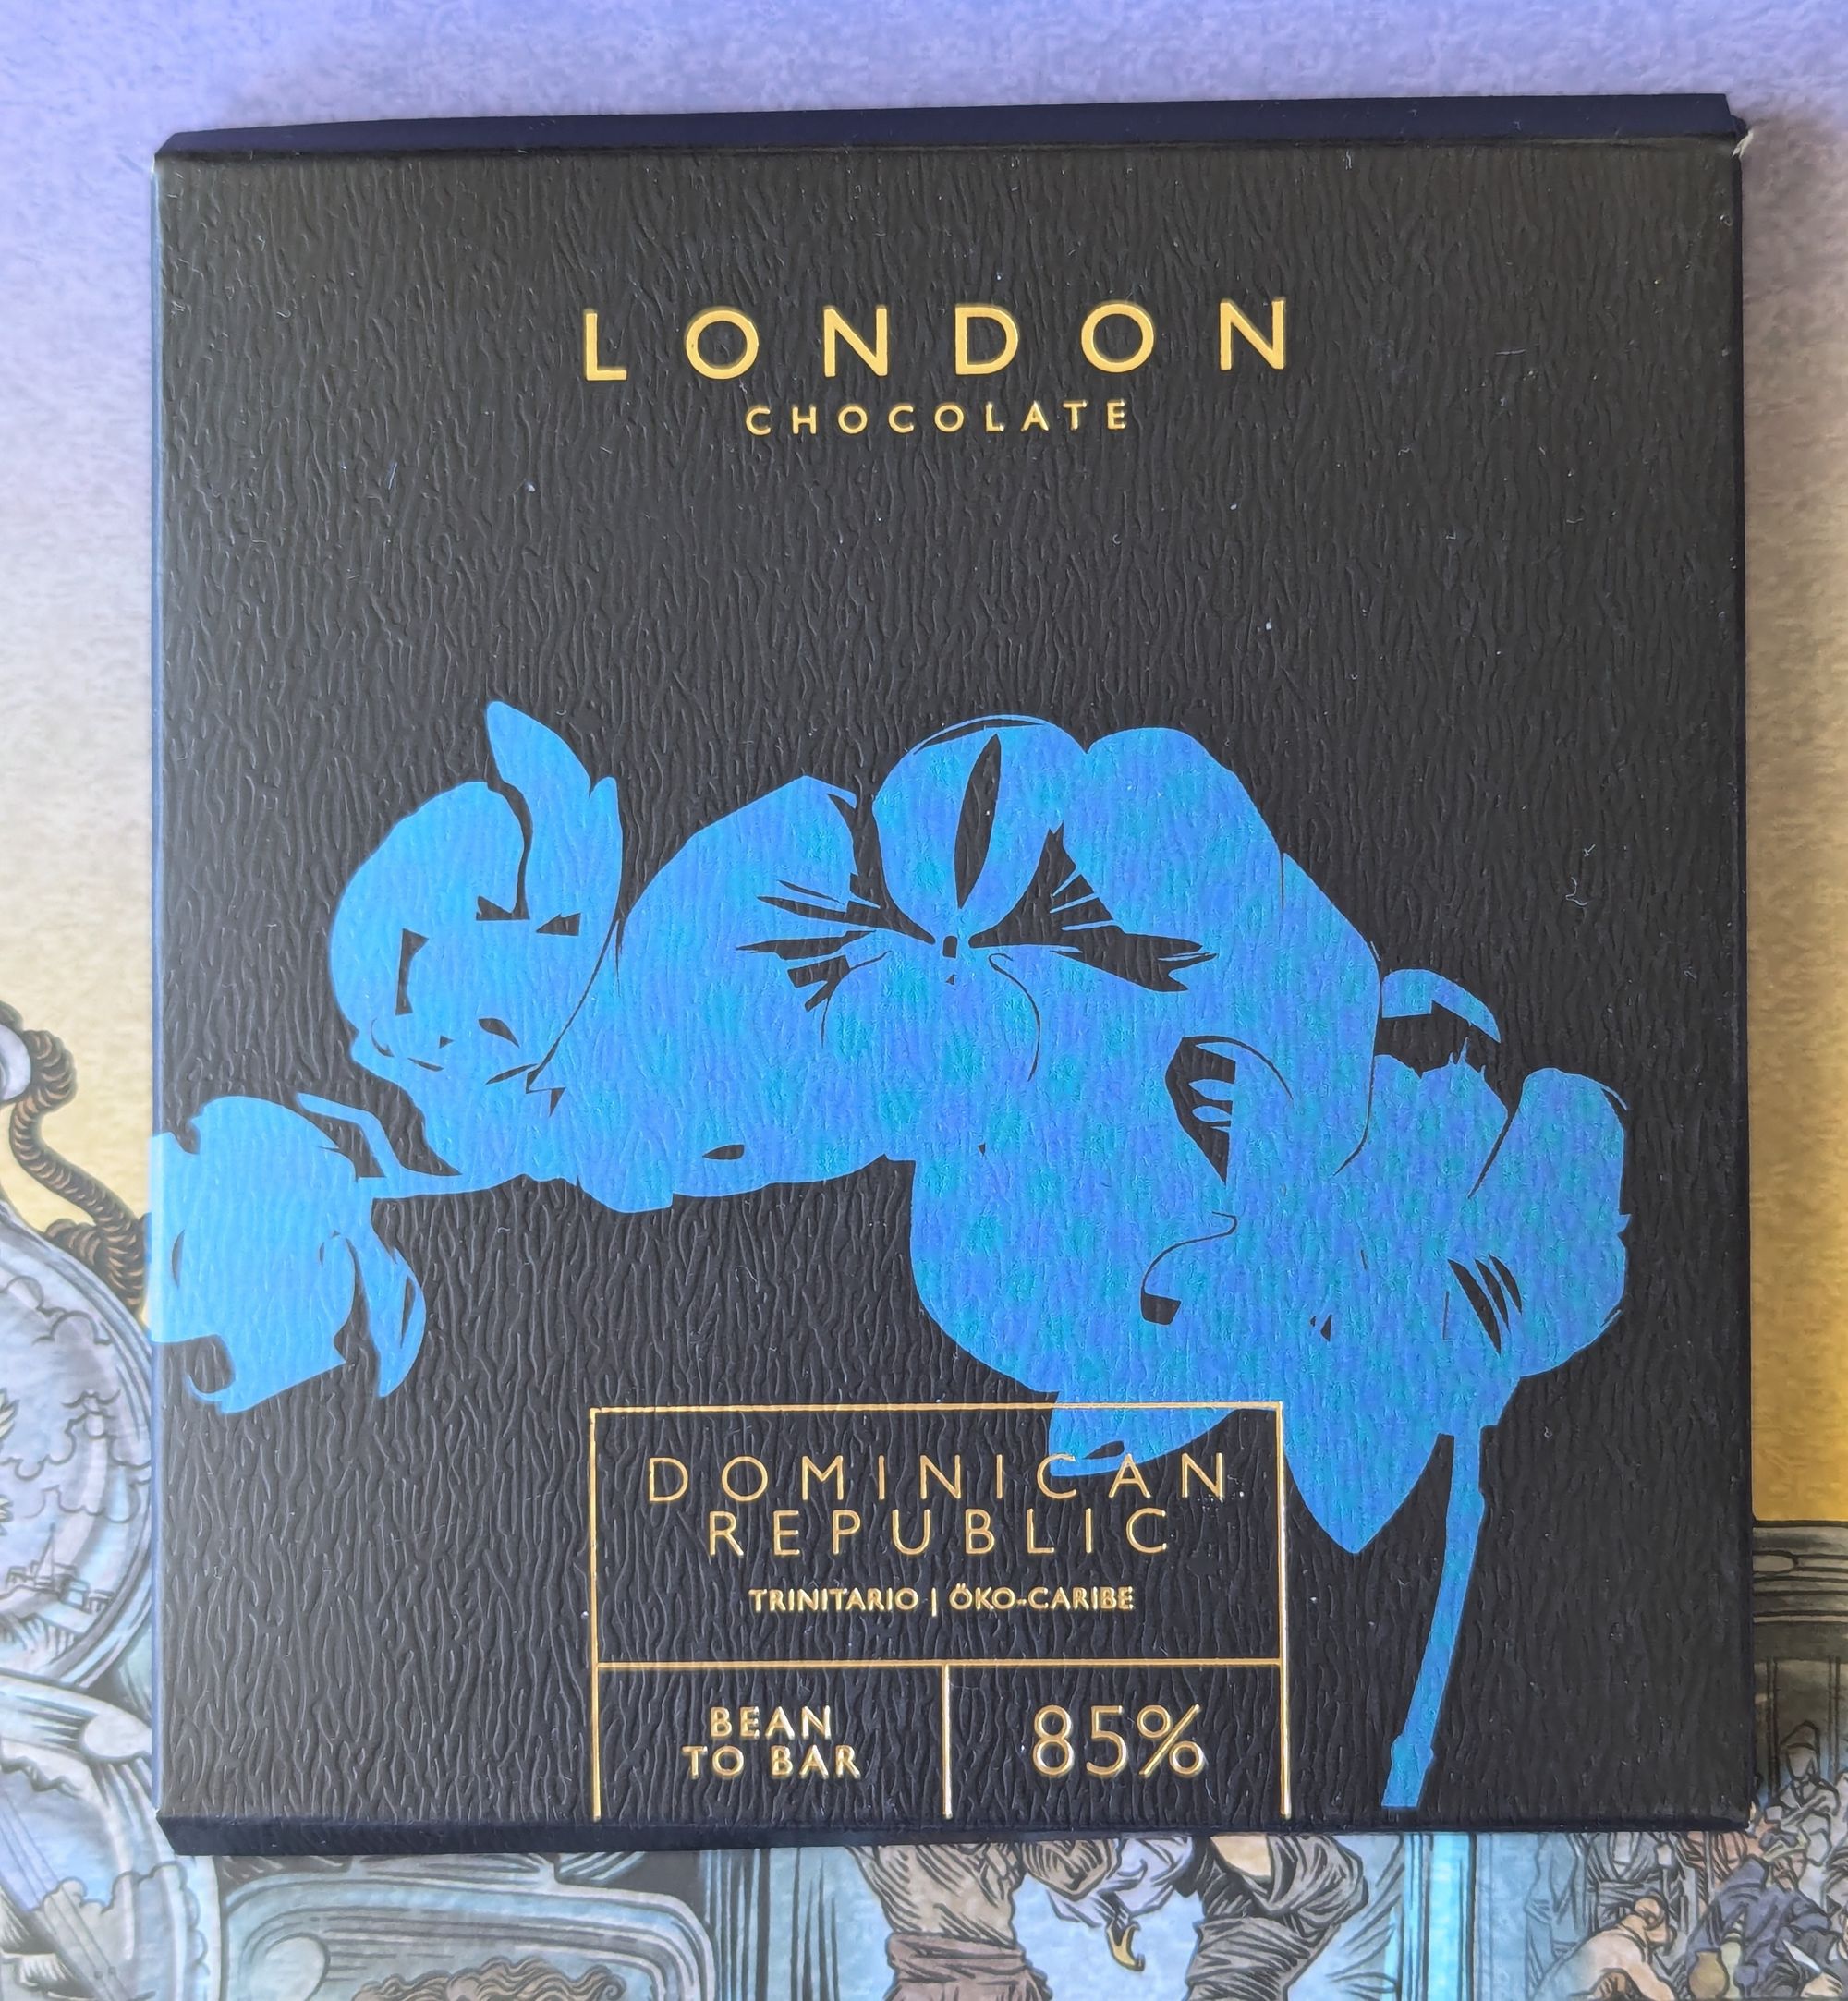 LONDON
CHOCOLATE
DOMINICAN
REPUBLIC
TRINITARIO | ÖKO-CARIBE
BEAN
TO BAR
85%